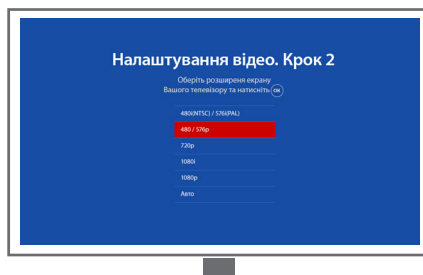 Налаштування відео. Крок 2
Оберіть розширеня екрану
Вашого телевізору та натисніть OK
480i(NTSC) / 576i(PAL)
480 / 576p
720p
1080i
1080p
Авто